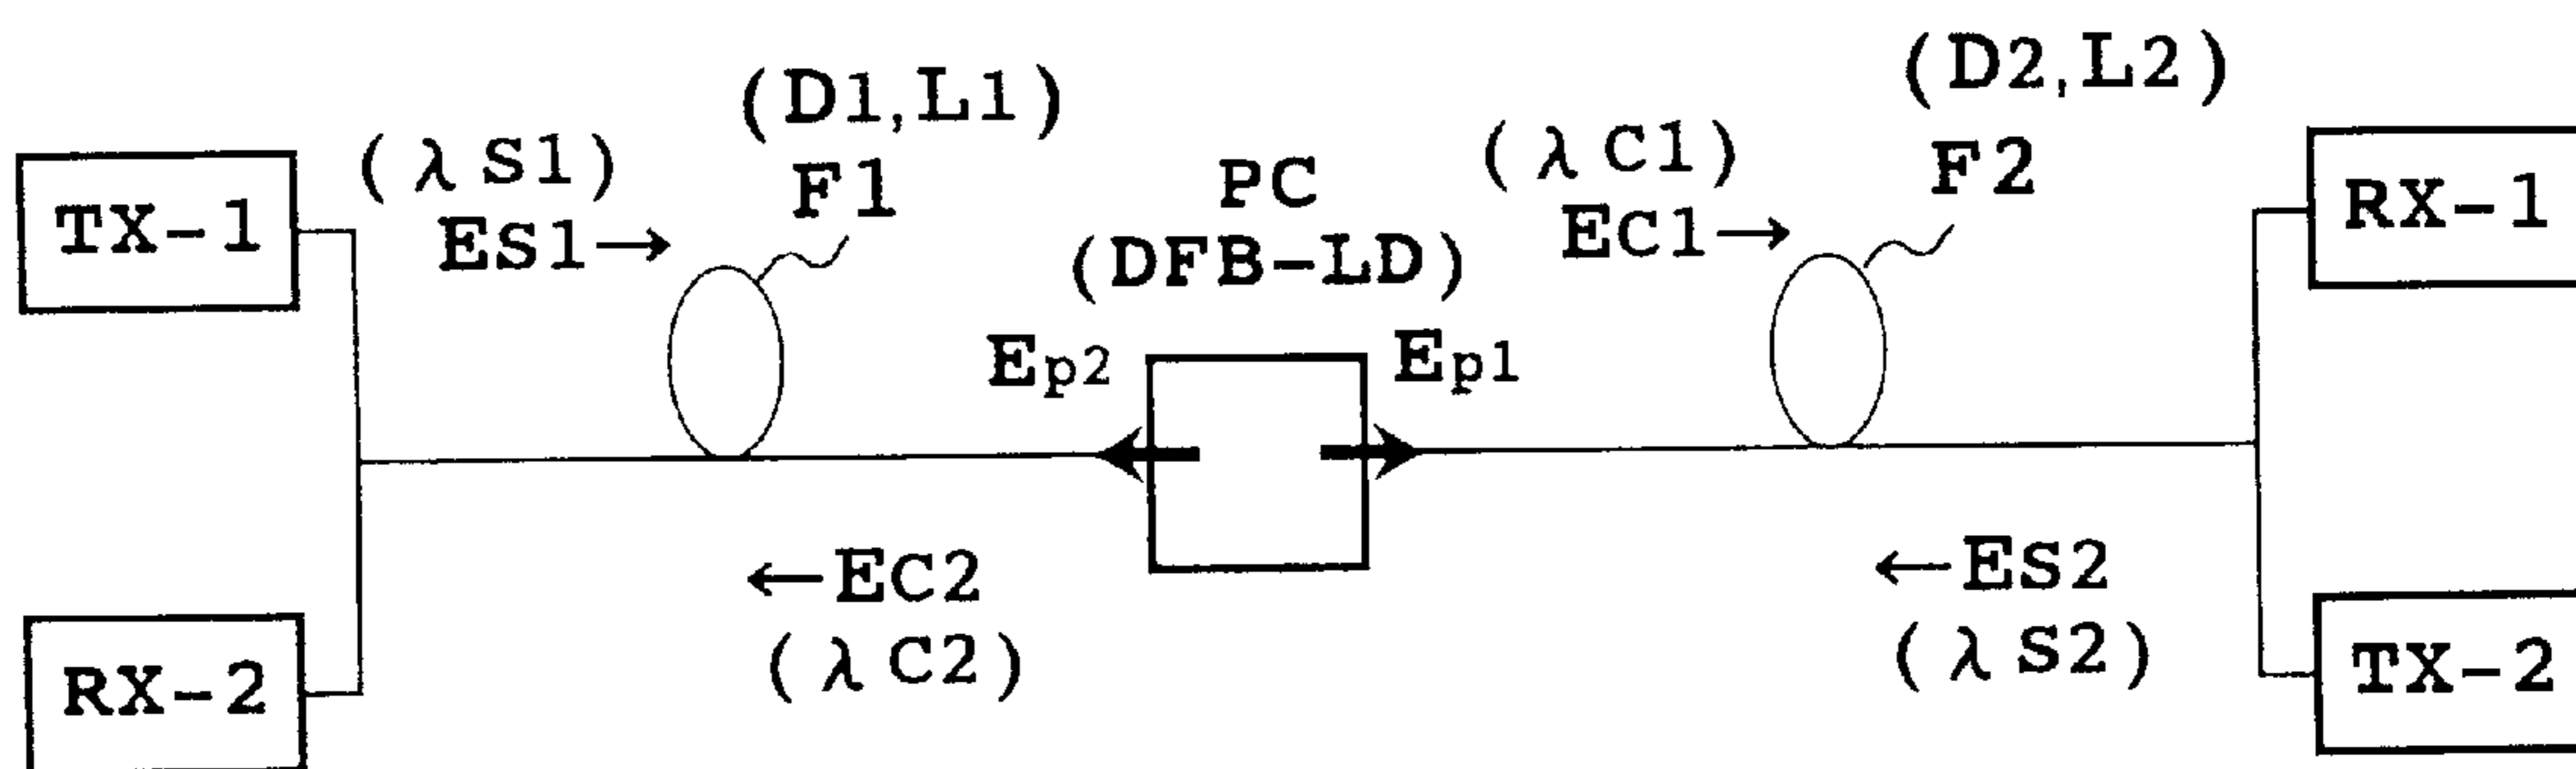 TX-1
(λS1)
ES1→
(D1,L1)
F1
PC
(DFB-LD)
Ep2
Ep1
(λC1)
EC1→
(D2,L2)
F2
RX-1
RX-2
←EC2
(λC2)
←ES2
(λS2)
TX-2